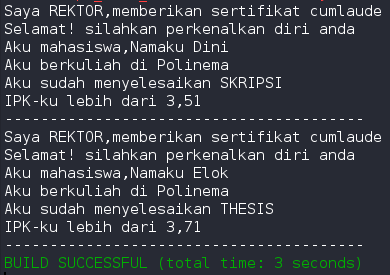 Saya REKTOR,memberikan sertifikat cumlaude
Selamat! silahkan perkenalkan diri anda
Aku mahasiswa,Namaku Dini
Aku berkuliah di Polinema
Aku sudah menyelesaikan SKRIPSI
IPK-ku lebih dari 3,51
----------------------------------------
Saya REKTOR,memberikan sertifikat cumlaude
Selamat! silahkan perkenalkan diri anda
Aku mahasiswa,Namaku Elok
Aku berkuliah di Polinema
Aku sudah menyelesaikan THESIS
IPK-ku lebih dari 3,71
----------------------------------------
BUILD SUCCESSFUL (total time: 3 seconds)